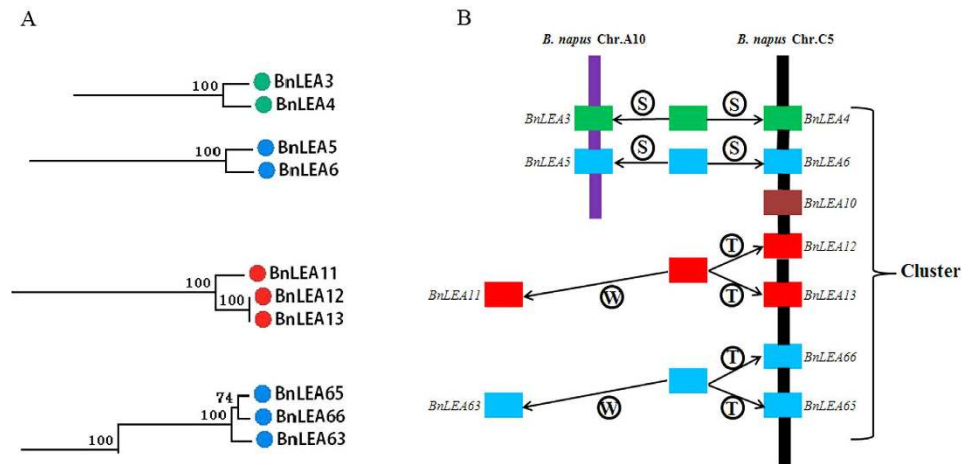 A
100
BnLEA3
BnLEA4
100
BnLEA5
BnLEA6
100
BnLEA11
100
BnLEA12
BnLEA13
100
100
74
BnLEA65
BnLEA66
BnLEA63
B
B. napus Chr.A10
B. napus Chr.C5
BnLEA3
S
S
BnLEA4
BnLEA5
S
S
BnLEA6
BnLEA10
BnLEA11
W
T
T
BnLEA12
BnLEA13
BnLEA63
W
T
T
BnLEA66
BnLEA65
Cluster